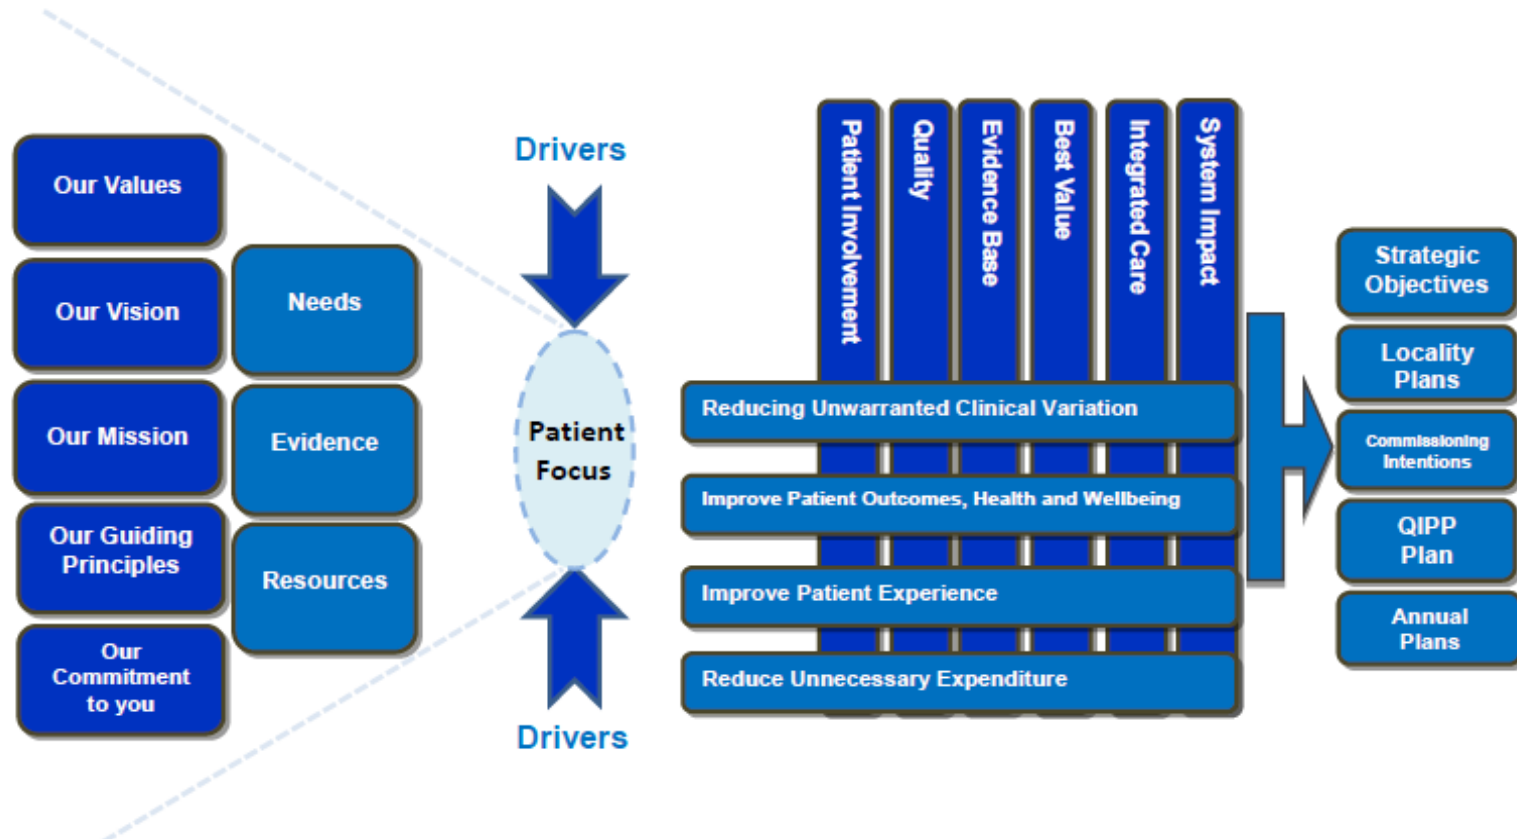 Our Values
Our Vision
Our Mission
Our Guiding
Principles
Our
Commitment
to you
Needs
Evidence
Resources
Drivers
Patient
Focus
Drivers
Patient Involvement
Quality
Evidence Base
Best Value
Integrated Care
System Impact
Reducing Unwarranted Clinical Variation
Improve Patient Outcomes, Health and Wellbeing
Improve Patient Experience
Reduce Unnecessary Expenditure
Strategic
Objectives
Locality
Plans
Commissioning
Intentions
QIPP
Plan
Annual
Plans